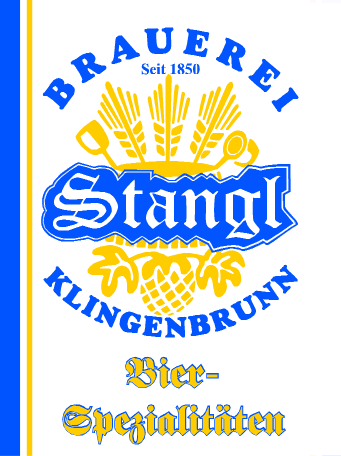 BRAUEREI
Seit 1850
Stangl
KLINGENBRUNN
Bier-
Spezialitäten